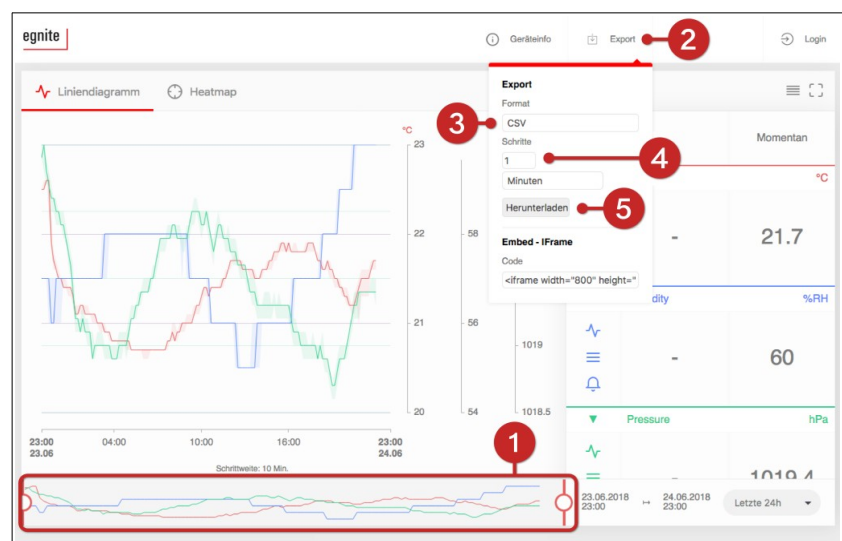 egnite
Geräteinfo
Export
2
Login
Liniendiagramm
Heatmap
Export
Format
3
CSV
Schritte
1
4
Minuten
Herunterladen
5
Embed - IFrame
Code
<iframe width="800" height="
Momentan
°C
°C
23
22
21
20
58
56
54
1019
1018.5
-
21.7
dity
%RH
-
60
Pressure
hPa
-
1019.4
23:00
23.06
04:00
10:00
16:00
23:00
24.06
Schrittweite: 10 Min.
1
23.06.2018
23:00
24.06.2018
23:00
Letzte 24h